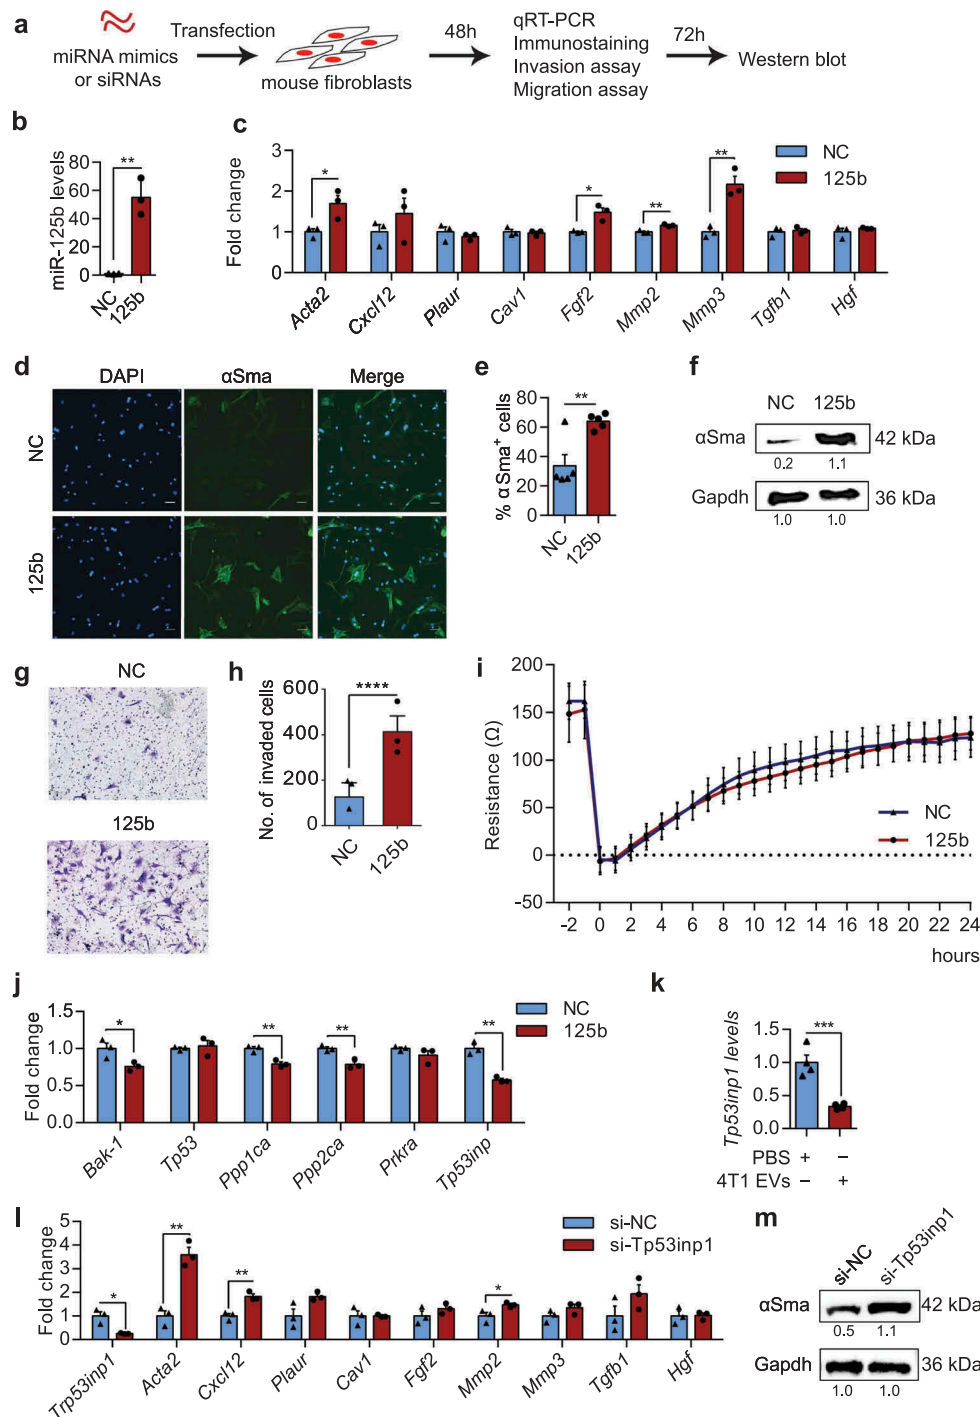 a
miRNA mimics
or siRNAs
Transfection
mouse fibroblasts
48h
qRT-PCR
Immunostaining
Invasion assay
Migration assay
72h
Western blot
b
miR-125b levels
80
60
40
20
0
**
NC
125b
c
Fold change
3
2
1
0
NC
125b
*
*
**
**
Acta2
Cxcl12
Plaur
Cav1
Fgf2
Mmp2
Mmp3
Tgfb1
Hgf
d
DAPI
αSma
Merge
NC
125b
e
% αSma+ cells
80
60
40
20
0
**
NC
125b
f
NC
125b
αSma
42 kDa
0.2
1.1
Gapdh
36 kDa
1.0
1.0
g
NC
125b
h
No. of invaded cells
600
400
200
0
****
NC
125b
i
Resistance (Ω)
200
150
100
50
0
-50
NC
125b
-2 0 2 4 6 8 10 12 14 16 18 20 22 24
hours
j
Fold change
1.5
1.0
0.5
0.0
NC
125b
*
**
**
**
Bak-1
Tp53
Ppp1ca
Ppp2ca
Prkra
Tp53inp
k
Tp53inp1 levels
1.5
1.0
0.5
0.0
***
PBS + –
4T1 EVs – +
l
Fold change
5
4
3
2
1
0
si-NC
si-Tp53inp1
*
**
**
*
Trp53inp1
Acta2
Cxcl12
Plaur
Cav1
Fgf2
Mmp2
Mmp3
Tgfb1
Hgf
m
si-NC
si-Tp53inp1
αSma
42 kDa
0.5
1.1
Gapdh
36 kDa
1.0
1.0